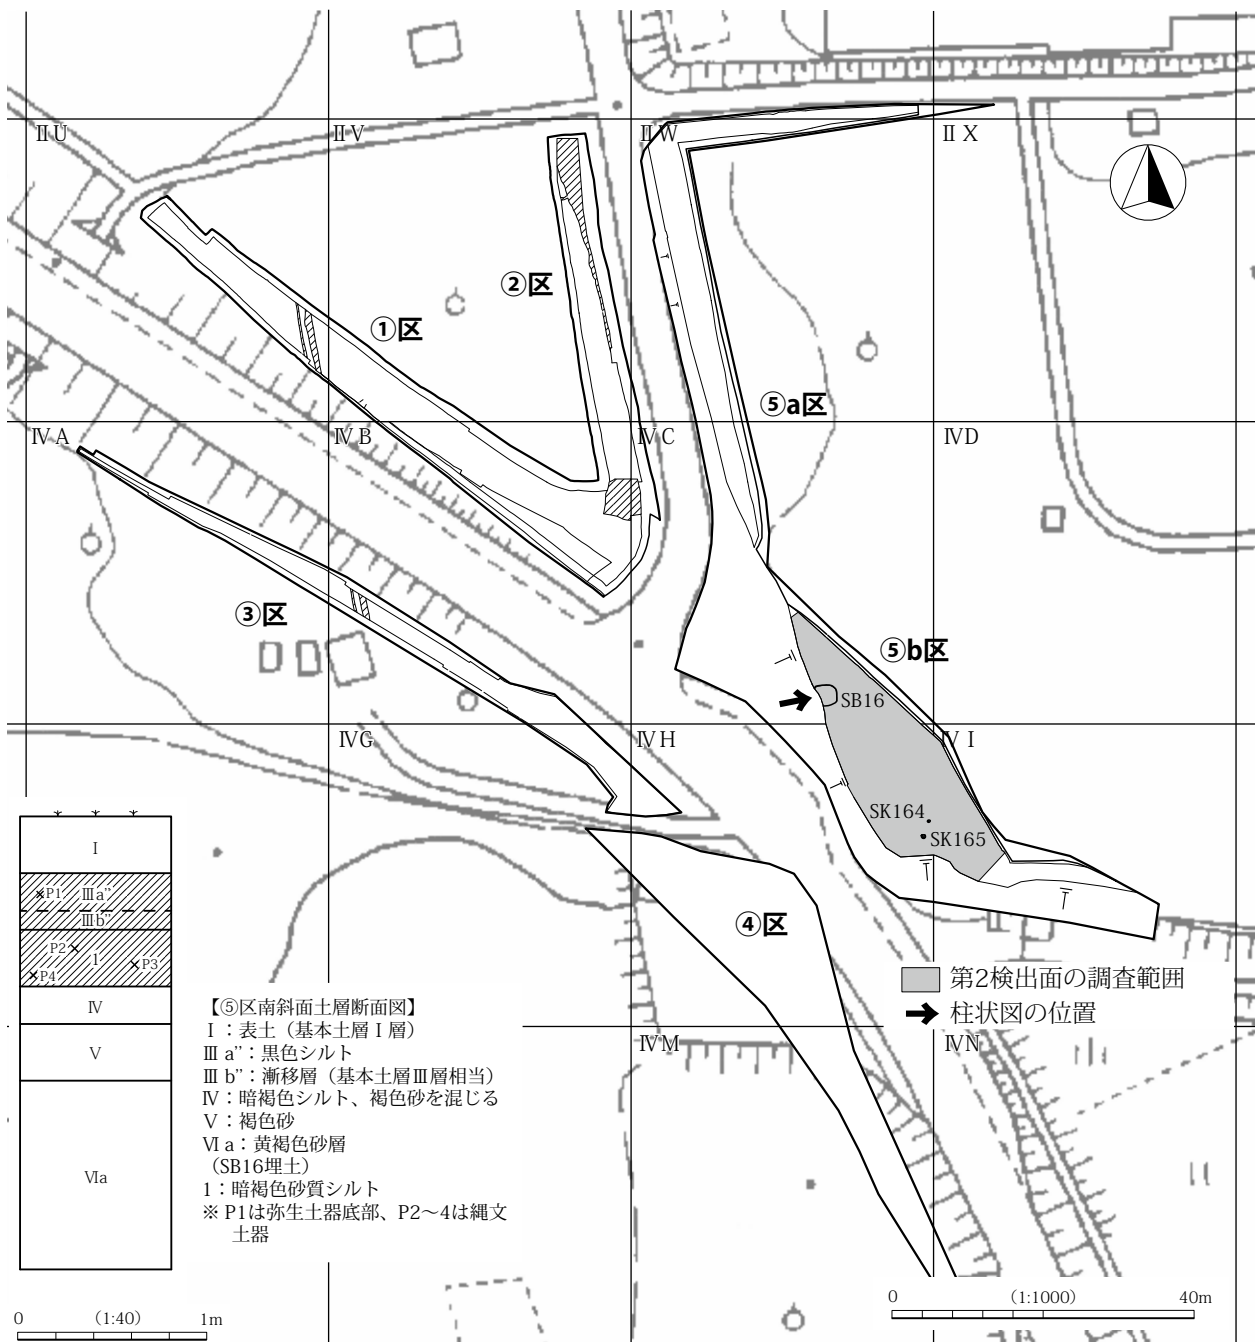 ⅡU
ⅡV
ⅡW
ⅡX
②区
①区
⑤a区
ⅣA
ⅣB
ⅣC
ⅣD
③区
⑤b区
SB16
ⅣG
ⅣH
ⅣI
SK164
SK165
④区
Ⅰ
P1
Ⅲa”
Ⅲb”
P2
1
P3
P4
Ⅳ
Ⅴ
Ⅵa
【⑤区南斜面土層断面図】
Ⅰ：表土（基本土層Ⅰ層）
Ⅲa”：黒色シルト
Ⅲb”：漸移層（基本土層Ⅲ層相当）
Ⅳ：暗褐色シルト、褐色砂を混じる
Ⅴ：褐色砂
Ⅵa：黄褐色砂層
（SB16埋土）
1：暗褐色砂質シルト
※ P1は弥生土器底部、P2～4は縄文
土器
第2検出面の調査範囲
柱状図の位置
ⅣM
ⅣN
0 (1:40) 1m
0 (1:1000) 40m